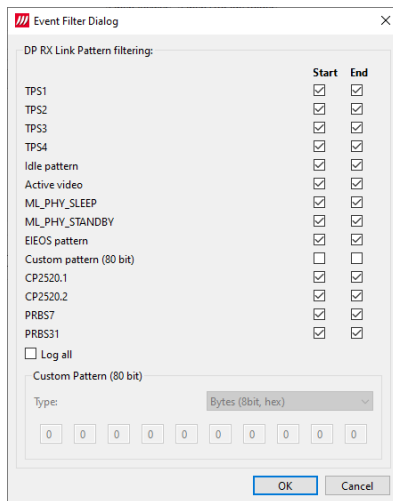 Event Filter Dialog
DP RX Link Pattern filtering:
Start End
TPS1
TPS2
TPS3
TPS4
Idle pattern
Active video
ML_PHY_SLEEP
ML_PHY_STANDBY
EIEOS pattern
Custom pattern (80 bit)
CP2520.1
CP2520.2
PRBS7
PRBS31
Log all
Custom Pattern (80 bit)
Type: Bytes (8bit, hex)
0 0 0 0 0 0 0 0 0 0
OK Cancel